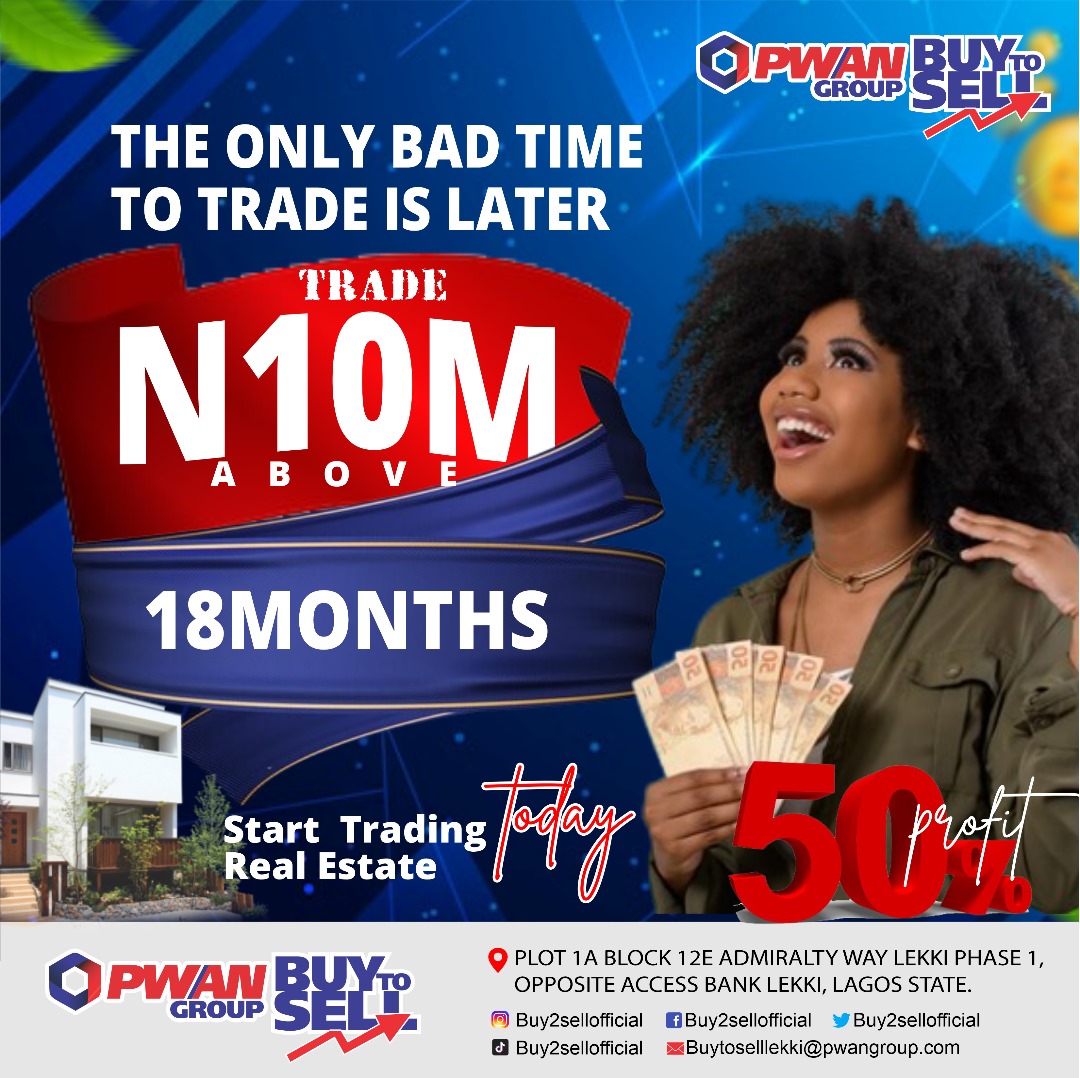 PWAN GROUP BUY TO SELL
THE ONLY BAD TIME
TO TRADE IS LATER
TRADE
N10M
ABOVE
18MONTHS
Start Trading today
Real Estate
50% profit
PWAN GROUP BUY TO SELL
PLOT 1A BLOCK 12E ADMIRALTY WAY LEKKI PHASE 1,
OPPOSITE ACCESS BANK LEKKI, LAGOS STATE.
Buy2sellofficial Buy2sellofficial Buy2sellofficial
Buy2sellofficial Buytoselllekki@pwangroup.com